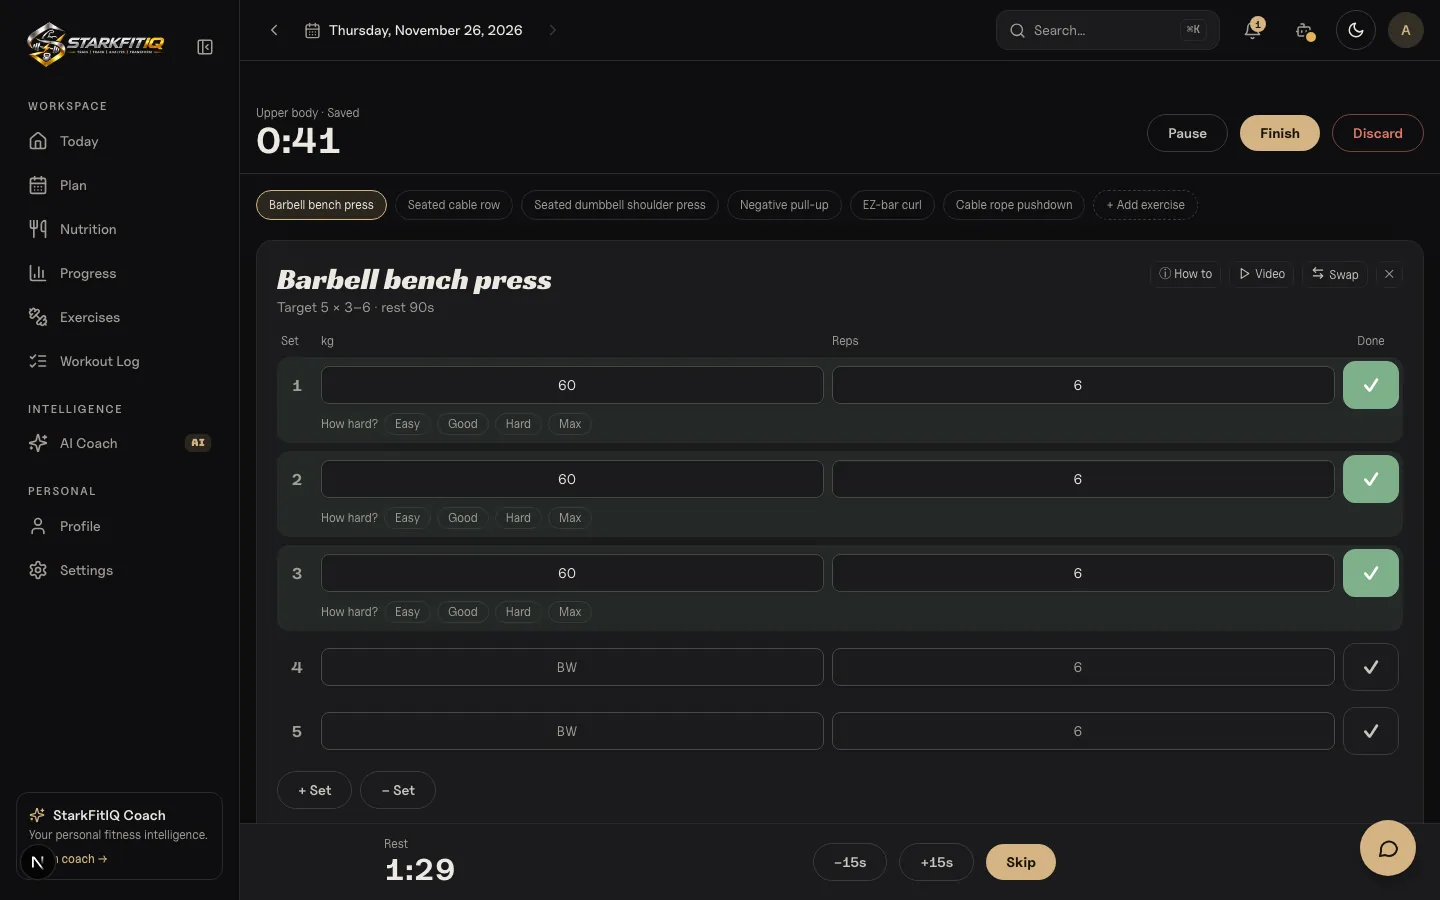 STARKFITIQ
Thursday, November 26, 2026
Search...
⌘K
1
A
WORKSPACE
Today
Plan
Nutrition
Progress
Exercises
Workout Log
INTELLIGENCE
AI Coach
AI
PERSONAL
Profile
Settings
StarkFitIQ Coach
Your personal fitness intelligence.
coach →
N
Upper body · Saved
0:41
Pause
Finish
Discard
Barbell bench press
Seated cable row
Seated dumbbell shoulder press
Negative pull-up
EZ-bar curl
Cable rope pushdown
+ Add exercise
Barbell bench press
How to
Video
Swap
Target 5 × 3–6 · rest 90s
Set kg Reps Done
1 60 6
How hard? Easy Good Hard Max
2 60 6
How hard? Easy Good Hard Max
3 60 6
How hard? Easy Good Hard Max
4 BW 6
5 BW 6
+ Set
− Set
Rest
1:29
−15s
+15s
Skip